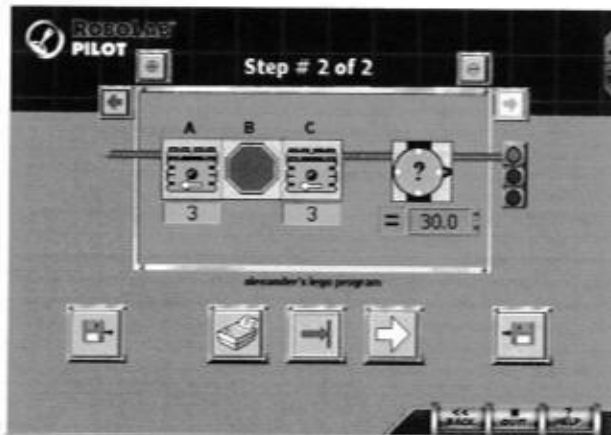 ROBOLAB
PILOT
Step # 2 of 2
A B C
?
3 3 = 30.0
alexander's lego program
<<
BACK QUIT ?
HELP